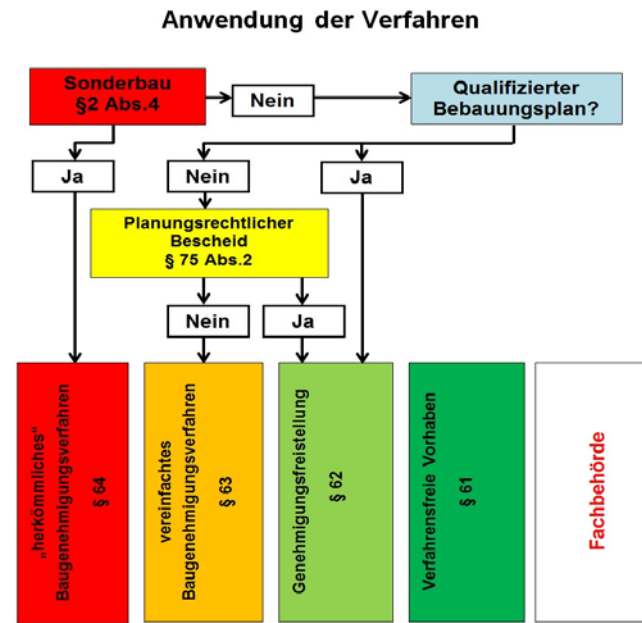 Anwendung der Verfahren
Sonderbau
§2 Abs.4
Nein
Qualifizierter
Bebauungsplan?
Ja
Nein
Ja
Planungsrechtlicher
Bescheid
§ 75 Abs.2
Nein
Ja
„herkömmliches“
Baugenehmigungsverfahren
§ 64
vereinfachtes
Baugenehmigungsverfahren
§ 63
Genehmigungsfreistellung
§ 62
Verfahrensfreie Vorhaben
§ 61
Fachbehörde